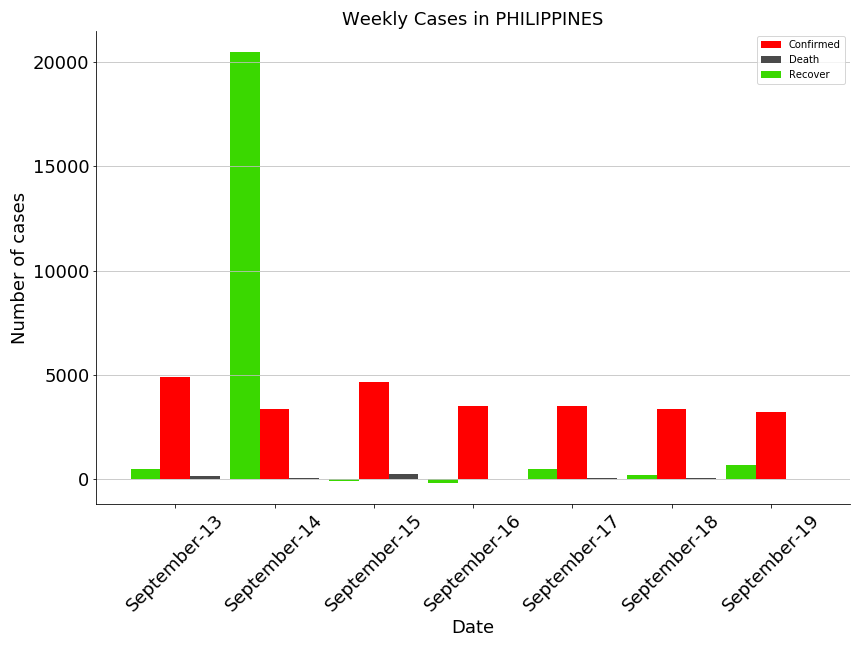 Weekly Cases in PHILIPPINES
Confirmed
Death
Recover
Number of cases
20000
15000
10000
5000
0
September-13
September-14
September-15
September-16
September-17
September-18
September-19
Date